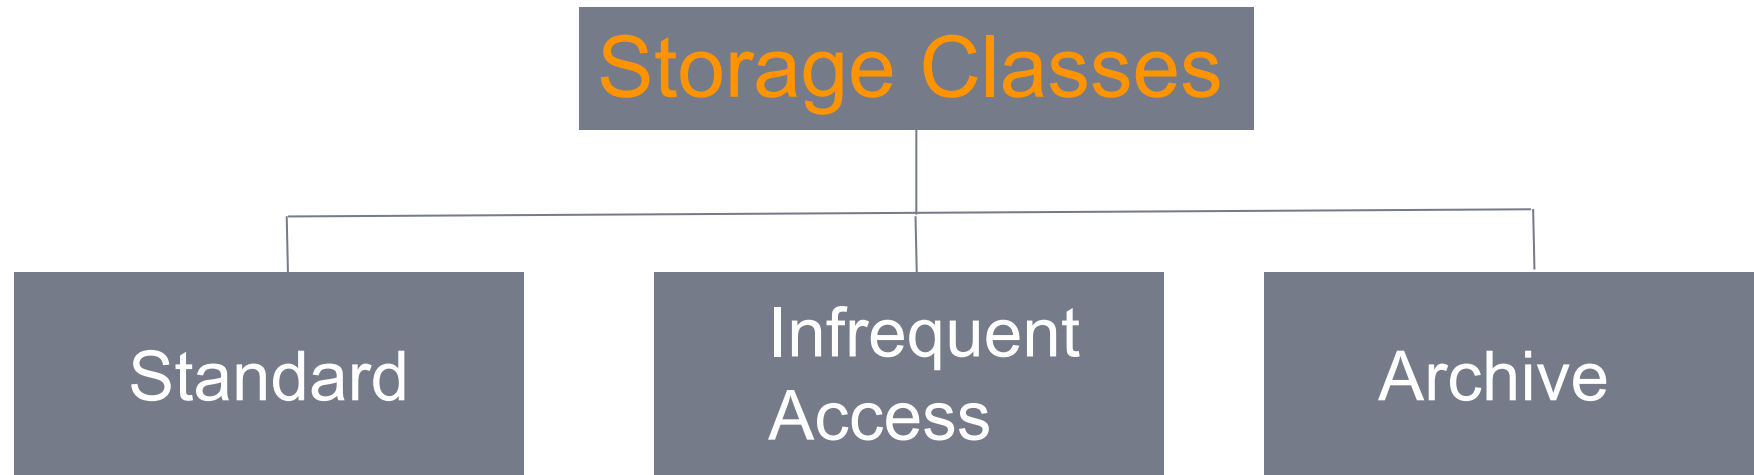 Storage Classes
Standard
Infrequent
Access
Archive